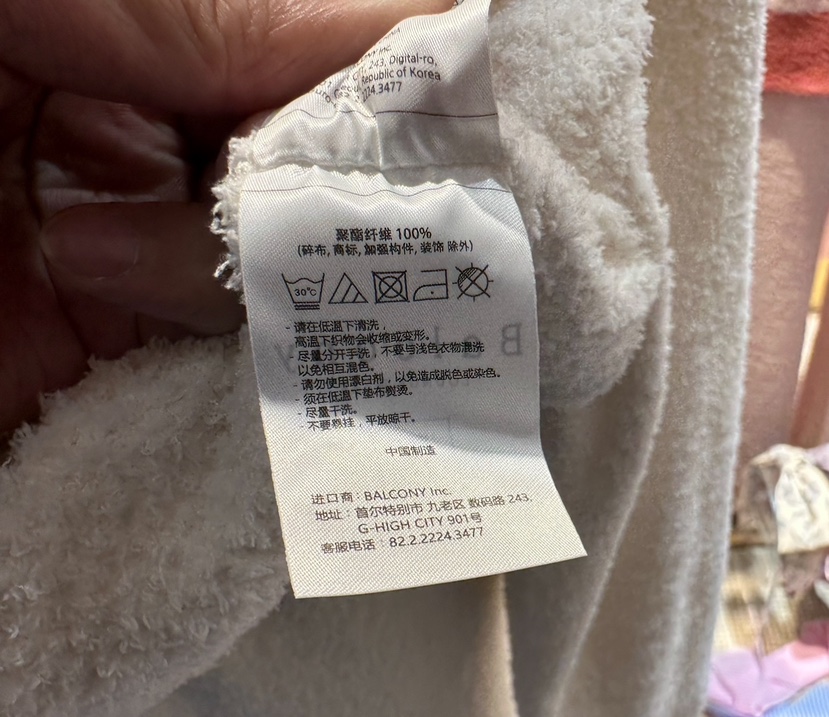 243, Digital-ro,
Republic of Korea
2224.3477
聚酯纤维 100%
(碎布, 商标, 加强构件, 装饰 除外)
30℃
- 请在低温下清洗,
高温下织物会收缩或变形。
- 尽量分开手洗, 不要与浅色衣物混洗
以免相互混色。
- 请勿使用漂白剂, 以免造成脱色或染色。
- 须在低温下垫布熨烫。
- 尽量干洗。
- 不要悬挂, 平放晾干。
中国制造
进口商 : BALCONY Inc.
地址 : 首尔特别市 九老区 数码路 243,
G-HIGH CITY 901号
客服电话 : 82.2.2224.3477